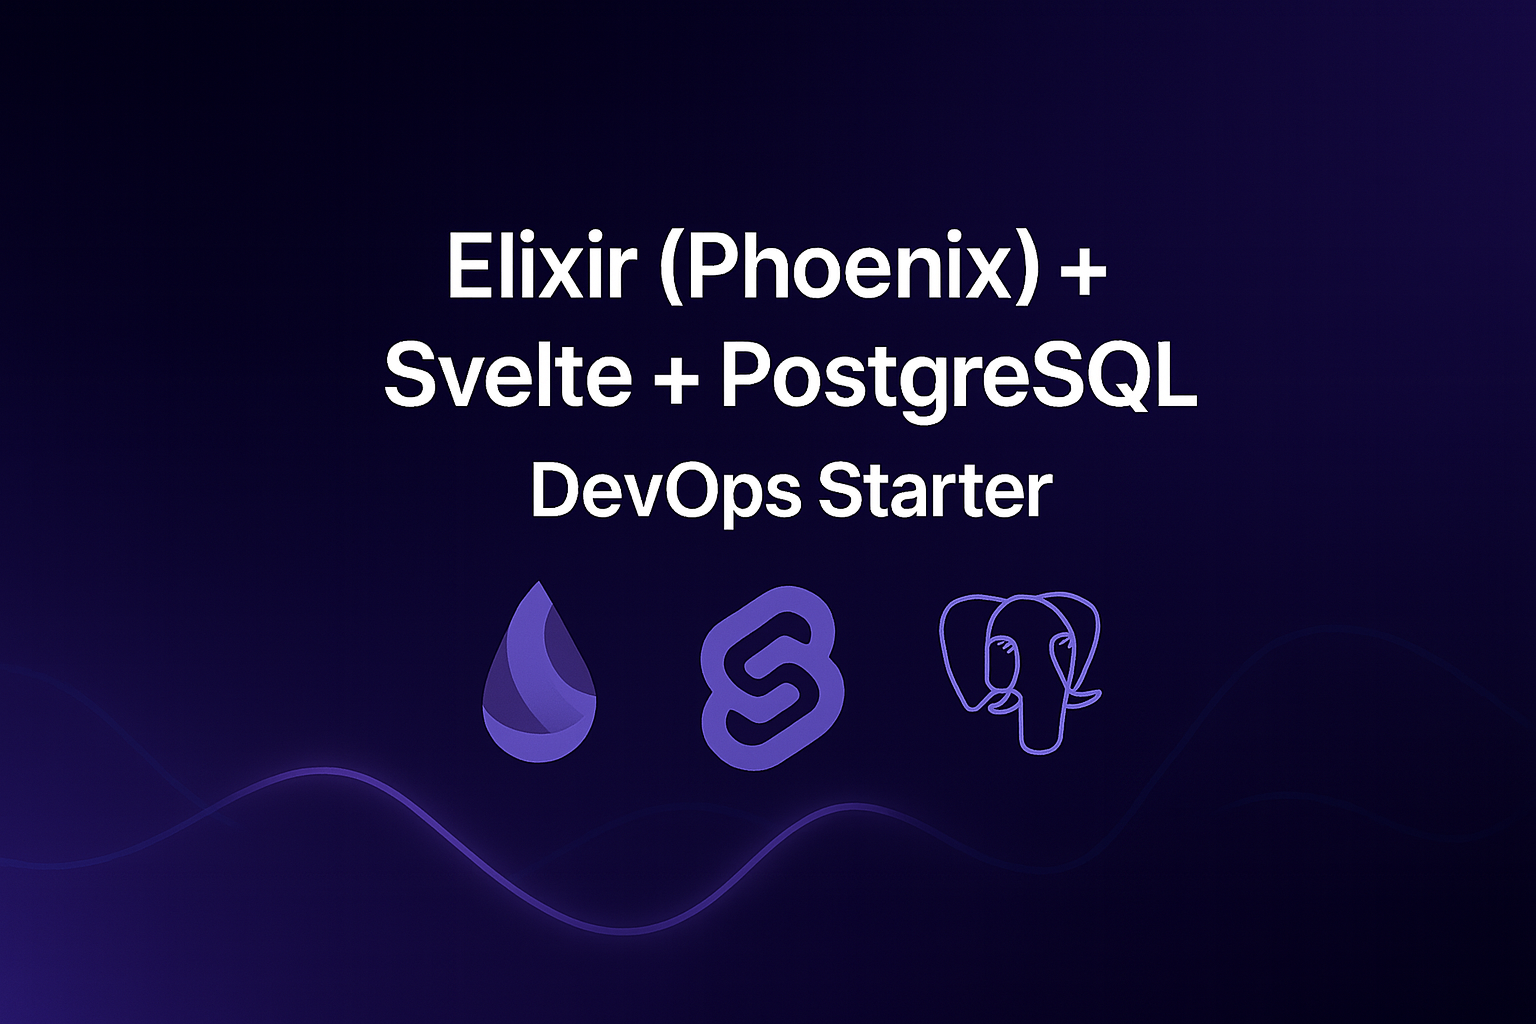 Elixir (Phoenix) +
Svelte + PostgreSQL
DevOps Starter